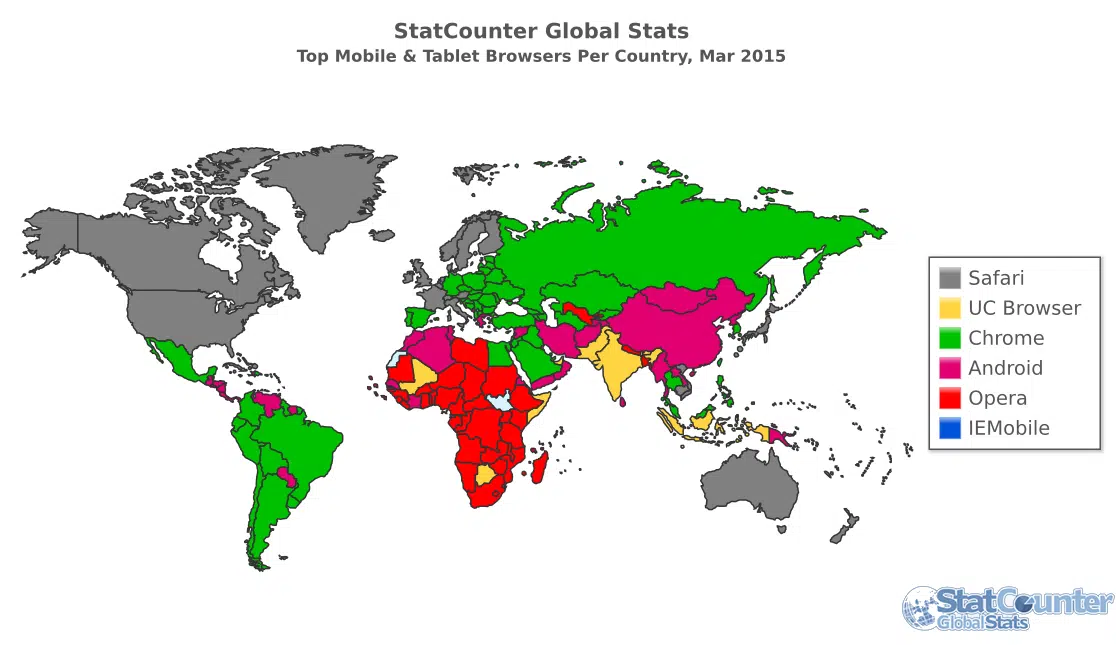 StatCounter Global Stats
Top Mobile & Tablet Browsers Per Country, Mar 2015
Safari
UC Browser
Chrome
Android
Opera
IEMobile
StatCounter
GlobalStats